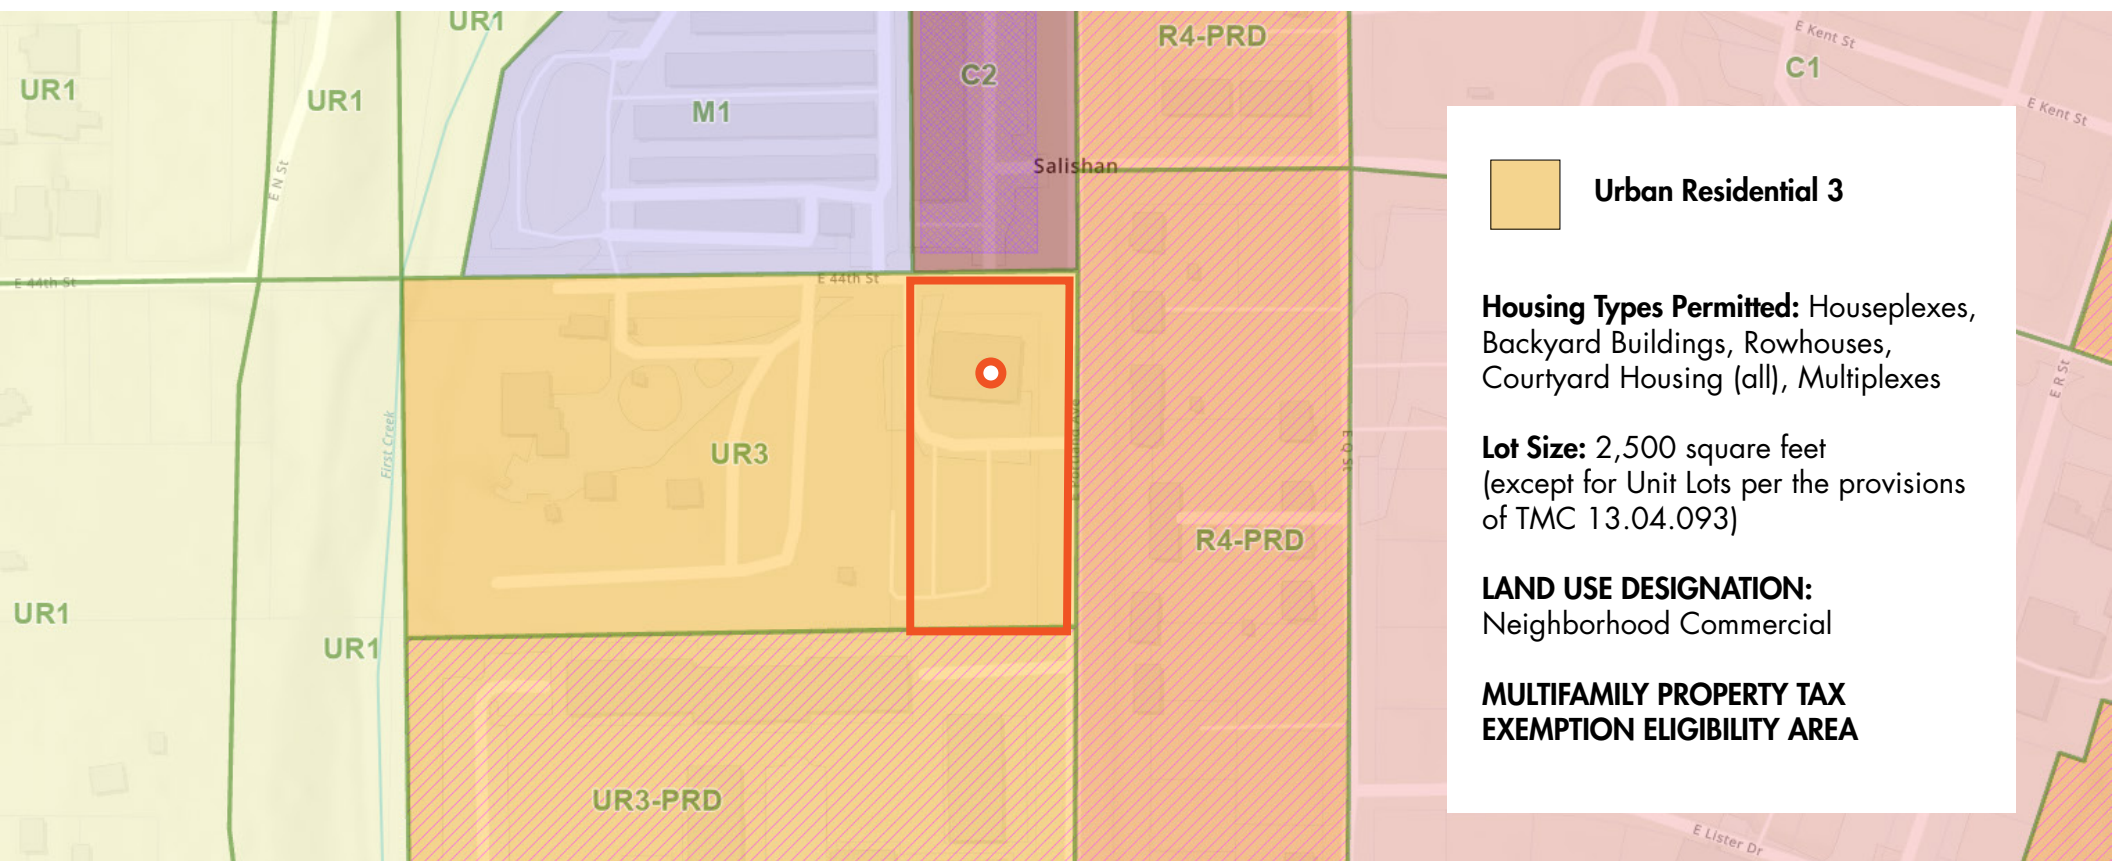 UR1
R4-PRD
E Kent St
C1
C2
UR1
UR1
M1
E Kent St
Salishan
E N St
Urban Residential 3
E 44th St
E 44th St
Housing Types Permitted: Houseplexes,
Backyard Buildings, Rowhouses,
Courtyard Housing (all), Multiplexes
E R St
First Creek
UR3
E Portland Ave
E Q St
Lot Size: 2,500 square feet
(except for Unit Lots per the provisions
of TMC 13.04.093)
R4-PRD
UR1
UR1
LAND USE DESIGNATION:
Neighborhood Commercial
MULTIFAMILY PROPERTY TAX
EXEMPTION ELIGIBILITY AREA
UR3-PRD
E Lister Dr